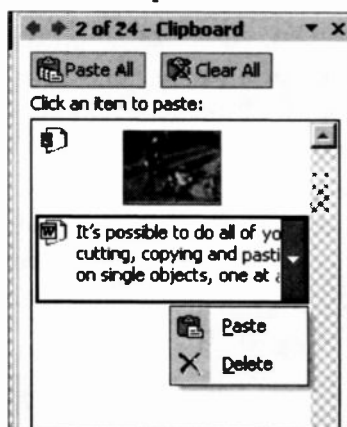 2 of 24 - Clipboard
Paste All Clear All
Click an item to paste:
It's possible to do all of yo
cutting, copying and pasti
on single objects, one at a
Paste
Delete